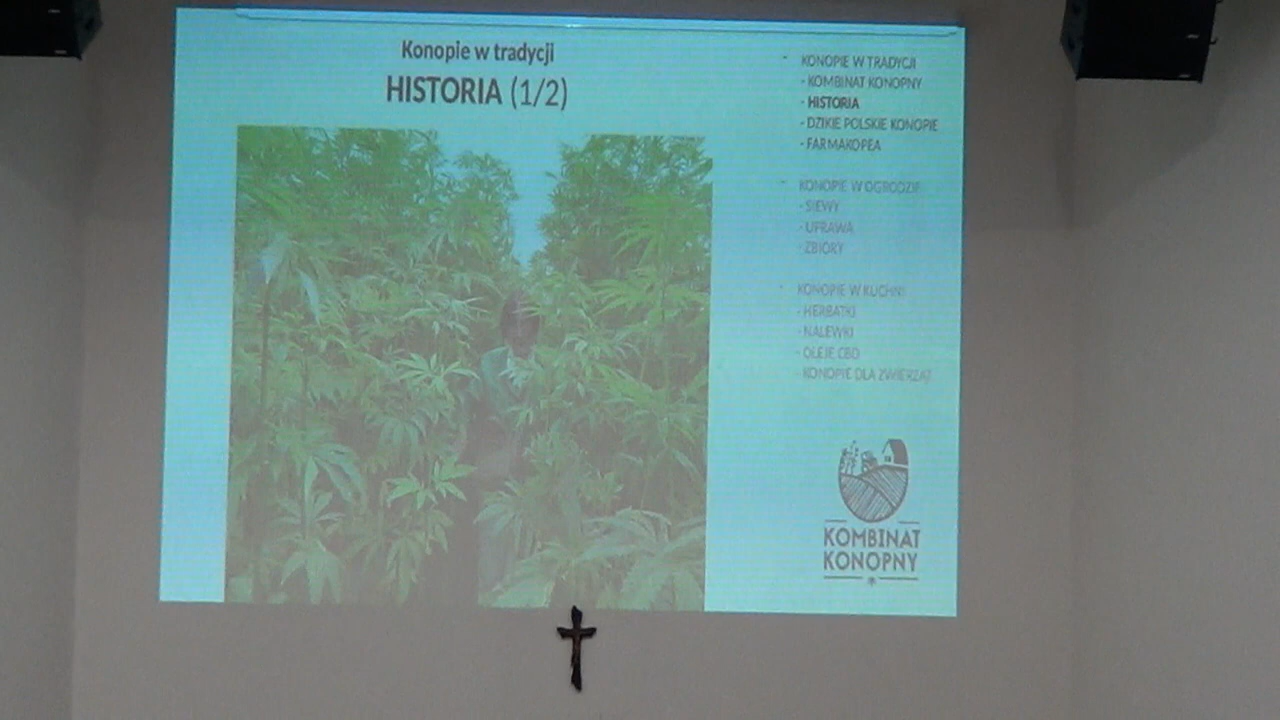 Konopie w tradycji
HISTORIA (1/2)
- KONOPIE W TRADYCJI
- KOMBINAT KONOPNY
- HISTORIA
- DZIKIE POLSKIE KONOPIE
- FARMAKOPEA
- KONOPIE W OGRODZIE
- SIEWY
- UPRAWA
- ZBIORY
- KONOPIE W KUCHNI
- HERBATKI
- NALEWKI
- OLEJE CBD
- KONOPIE DLA ZWIERZĄT
KOMBINAT
KONOPNY